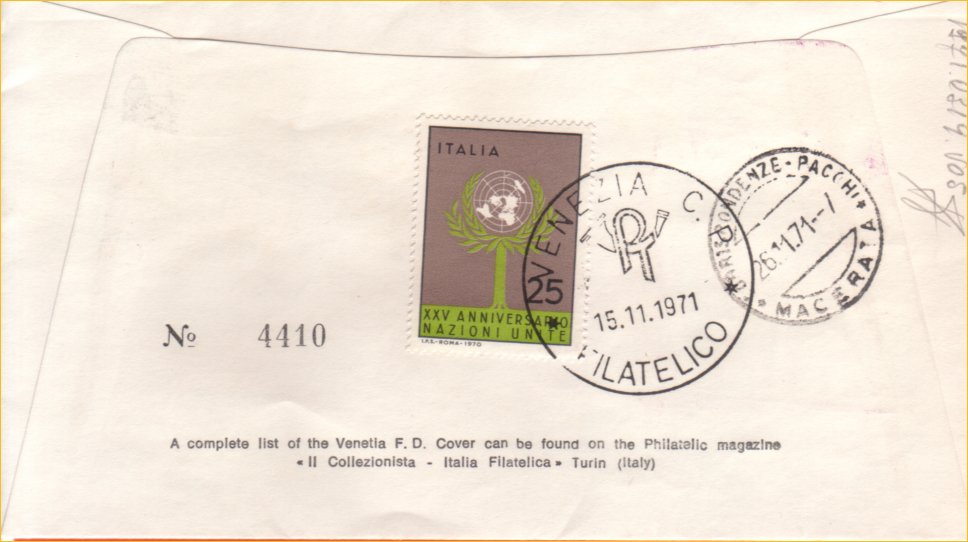 ITALIA
25
XXV ANNIVERSARIO
NAZIONI UNITE
I.P.S.-ROMA-1970
VENEZIA C. P.
15.11.1971
FILATELICO
CORRISPONDENZE-PACCHI
26.11.71.--
MACERATA
№ 4410
A complete list of the Venetia F. D. Cover can be found on the Philatelic magazine
« Il Collezionista - Italia Filatelica » Turin (Italy)